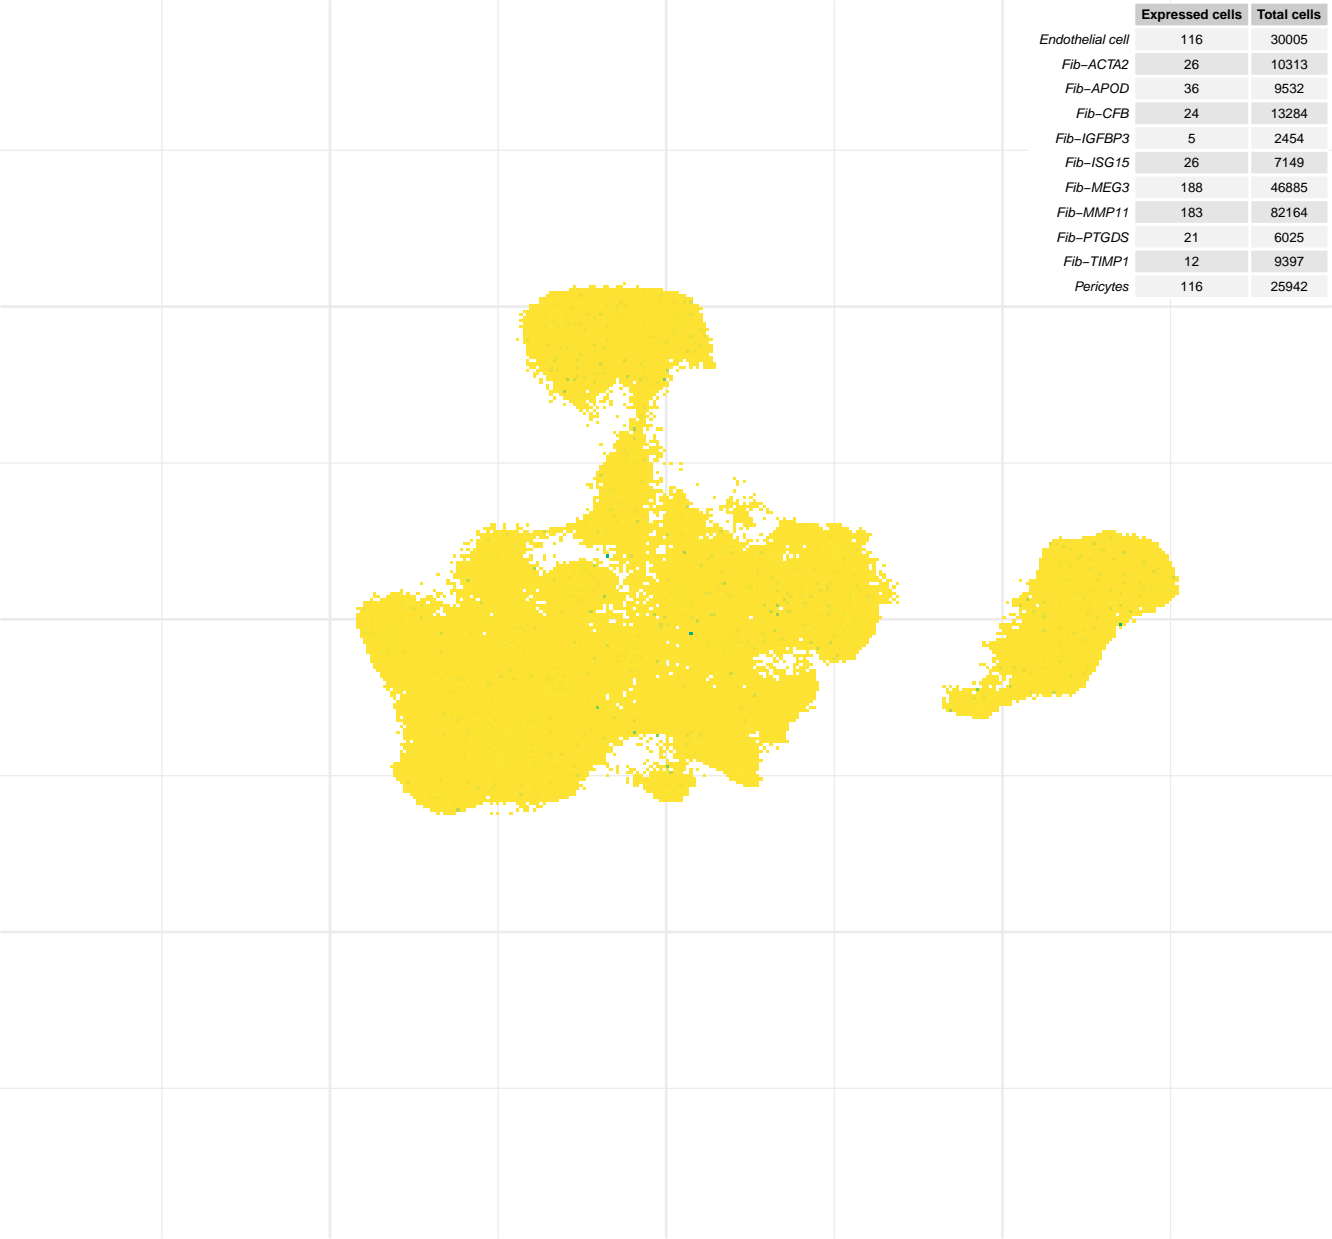 Expressed cells Total cells
Endothelial cell 116 30005
Fib−ACTA2 26 10313
Fib−APOD 36 9532
Fib−CFB 24 13284
Fib−IGFBP3 5 2454
Fib−ISG15 26 7149
Fib−MEG3 188 46885
Fib−MMP11 183 82164
Fib−PTGDS 21 6025
Fib−TIMP1 12 9397
Pericytes 116 25942